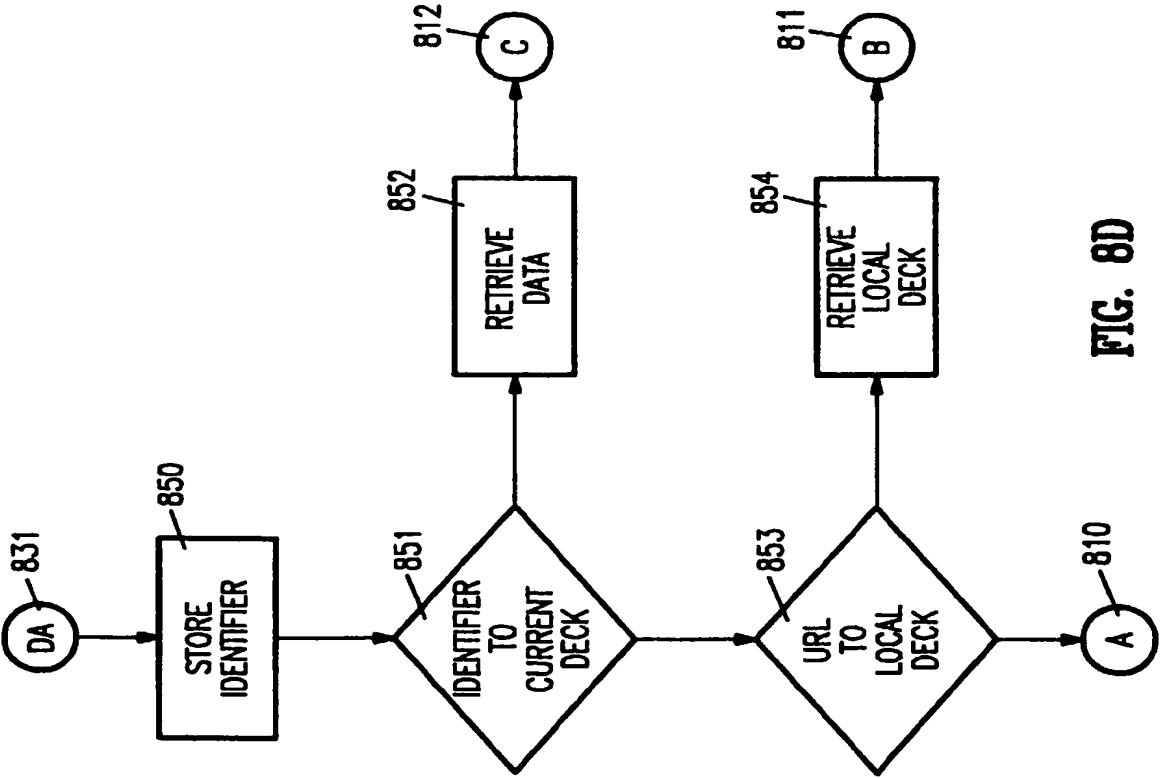 831
DA
850
STORE
IDENTIFIER
851
IDENTIFIER
TO
CURRENT
DECK
852
RETRIEVE
DATA
812
C
853
URL
TO
LOCAL
DECK
854
RETRIEVE
LOCAL
DECK
811
B
810
A
FIG. 8D